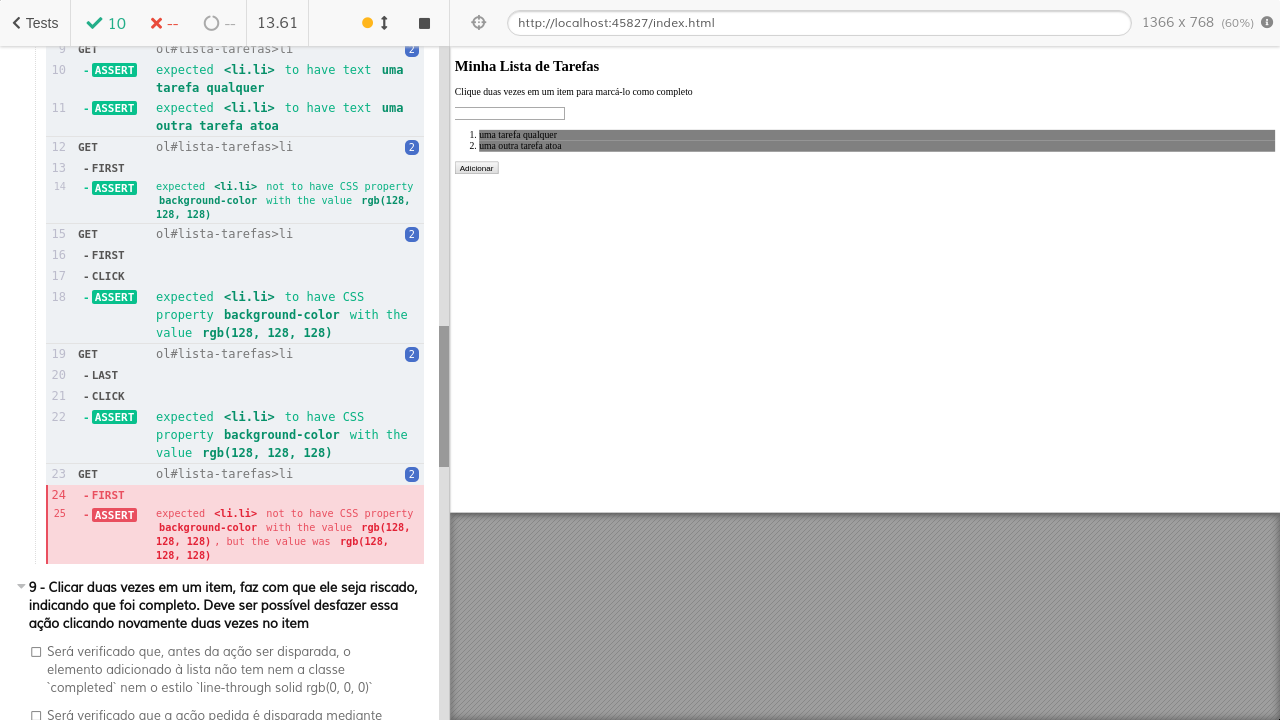 Tests 10 -- -- 13.61
9 GET ol#lista-tarefas>li 2
10 -ASSERT expected <li.li> to have text uma
tarefa qualquer
11 -ASSERT expected <li.li> to have text uma
outra tarefa atoa
12 GET ol#lista-tarefas>li 2
13 -FIRST
14 -ASSERT expected <li.li> not to have CSS property
background-color with the value rgb(128,
128, 128)
15 GET ol#lista-tarefas>li 2
16 -FIRST
17 -CLICK
18 -ASSERT expected <li.li> to have CSS
property background-color with the
value rgb(128, 128, 128)
19 GET ol#lista-tarefas>li 2
20 -LAST
21 -CLICK
22 -ASSERT expected <li.li> to have CSS
property background-color with the
value rgb(128, 128, 128)
23 GET ol#lista-tarefas>li 2
24 -FIRST
25 -ASSERT expected <li.li> not to have CSS property
background-color with the value rgb(128,
128, 128), but the value was rgb(128,
128, 128)
9 - Clicar duas vezes em um item, faz com que ele seja riscado,
indicando que foi completo. Deve ser possível desfazer essa
ação clicando novamente duas vezes no item
Será verificado que, antes da ação ser disparada, o
elemento adicionado à lista não tem nem a classe
`completed` nem o estilo `line-through solid rgb(0, 0, 0)`
Será verificado que a ação pedida é disparada mediante
http://localhost:45827/index.html 1366 x 768 (60%)
Minha Lista de Tarefas
Clique duas vezes em um item para marcá-lo como completo
1. uma tarefa qualquer
2. uma outra tarefa atoa
Adicionar